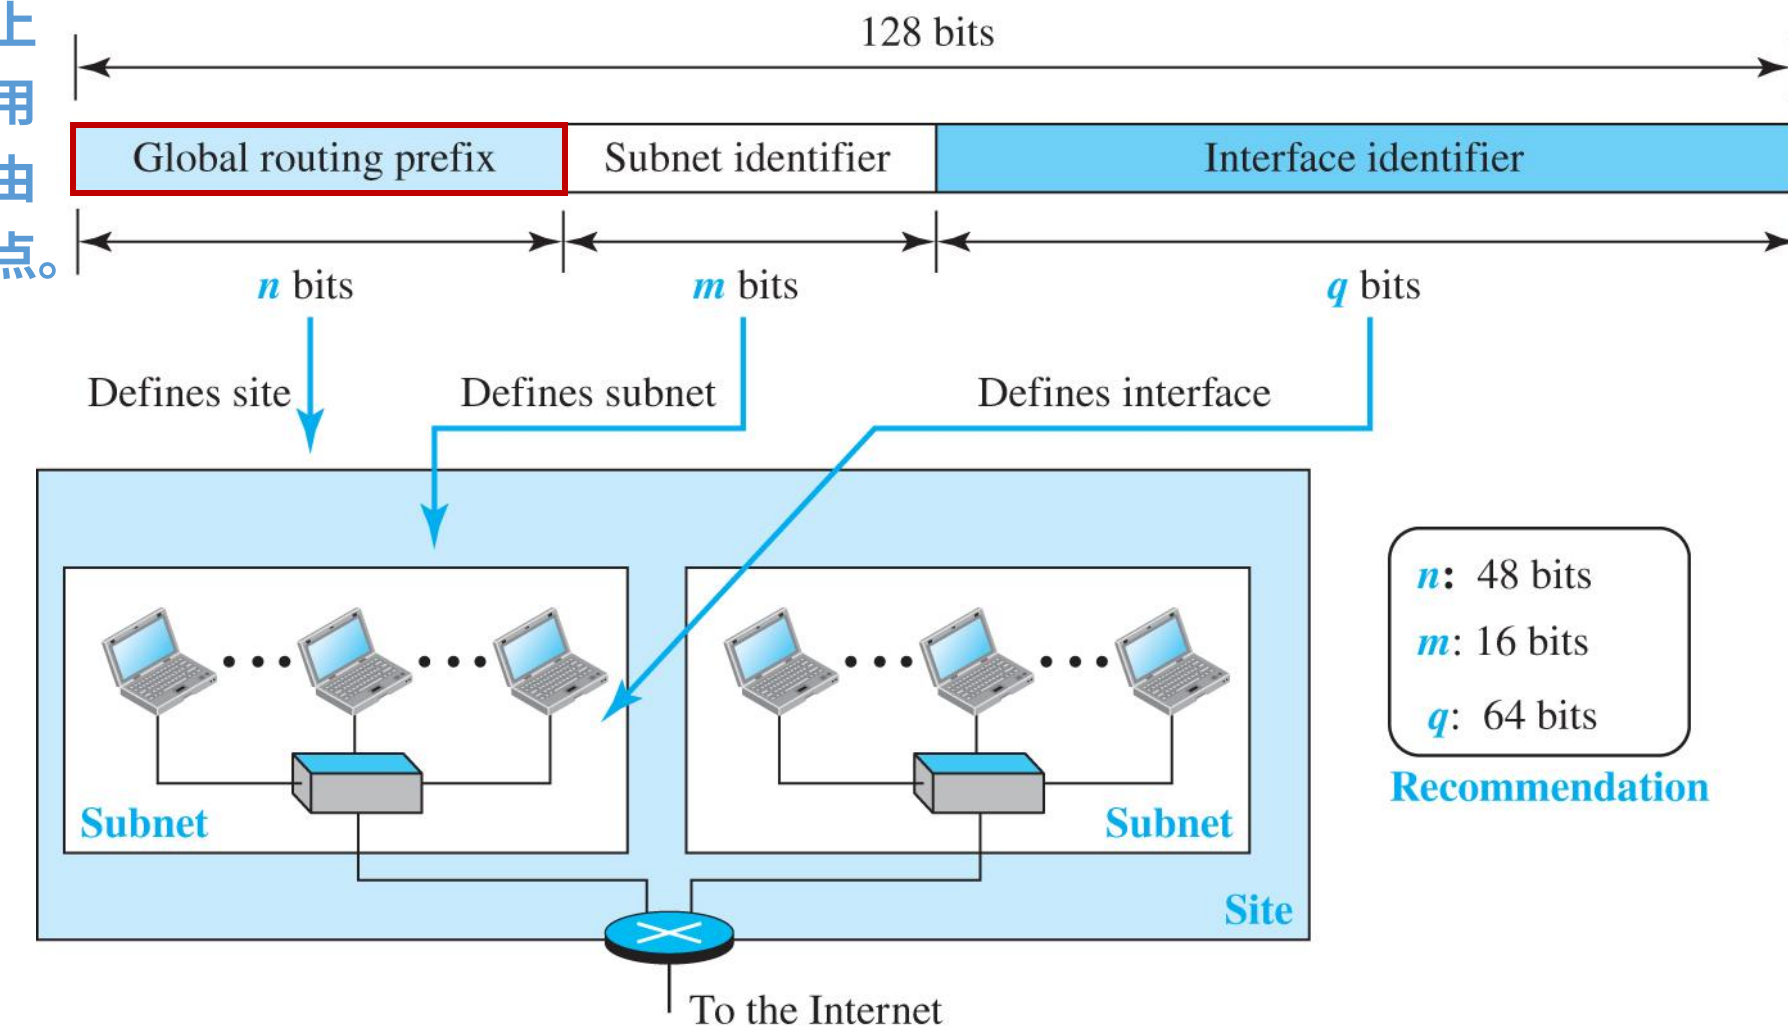 上
用
由
点。
128 bits
Global routing prefix Subnet identifier Interface identifier
n bits m bits q bits
Defines site Defines subnet Defines interface
n: 48 bits
m: 16 bits
q: 64 bits
Recommendation
Subnet Subnet
Site
To the Internet